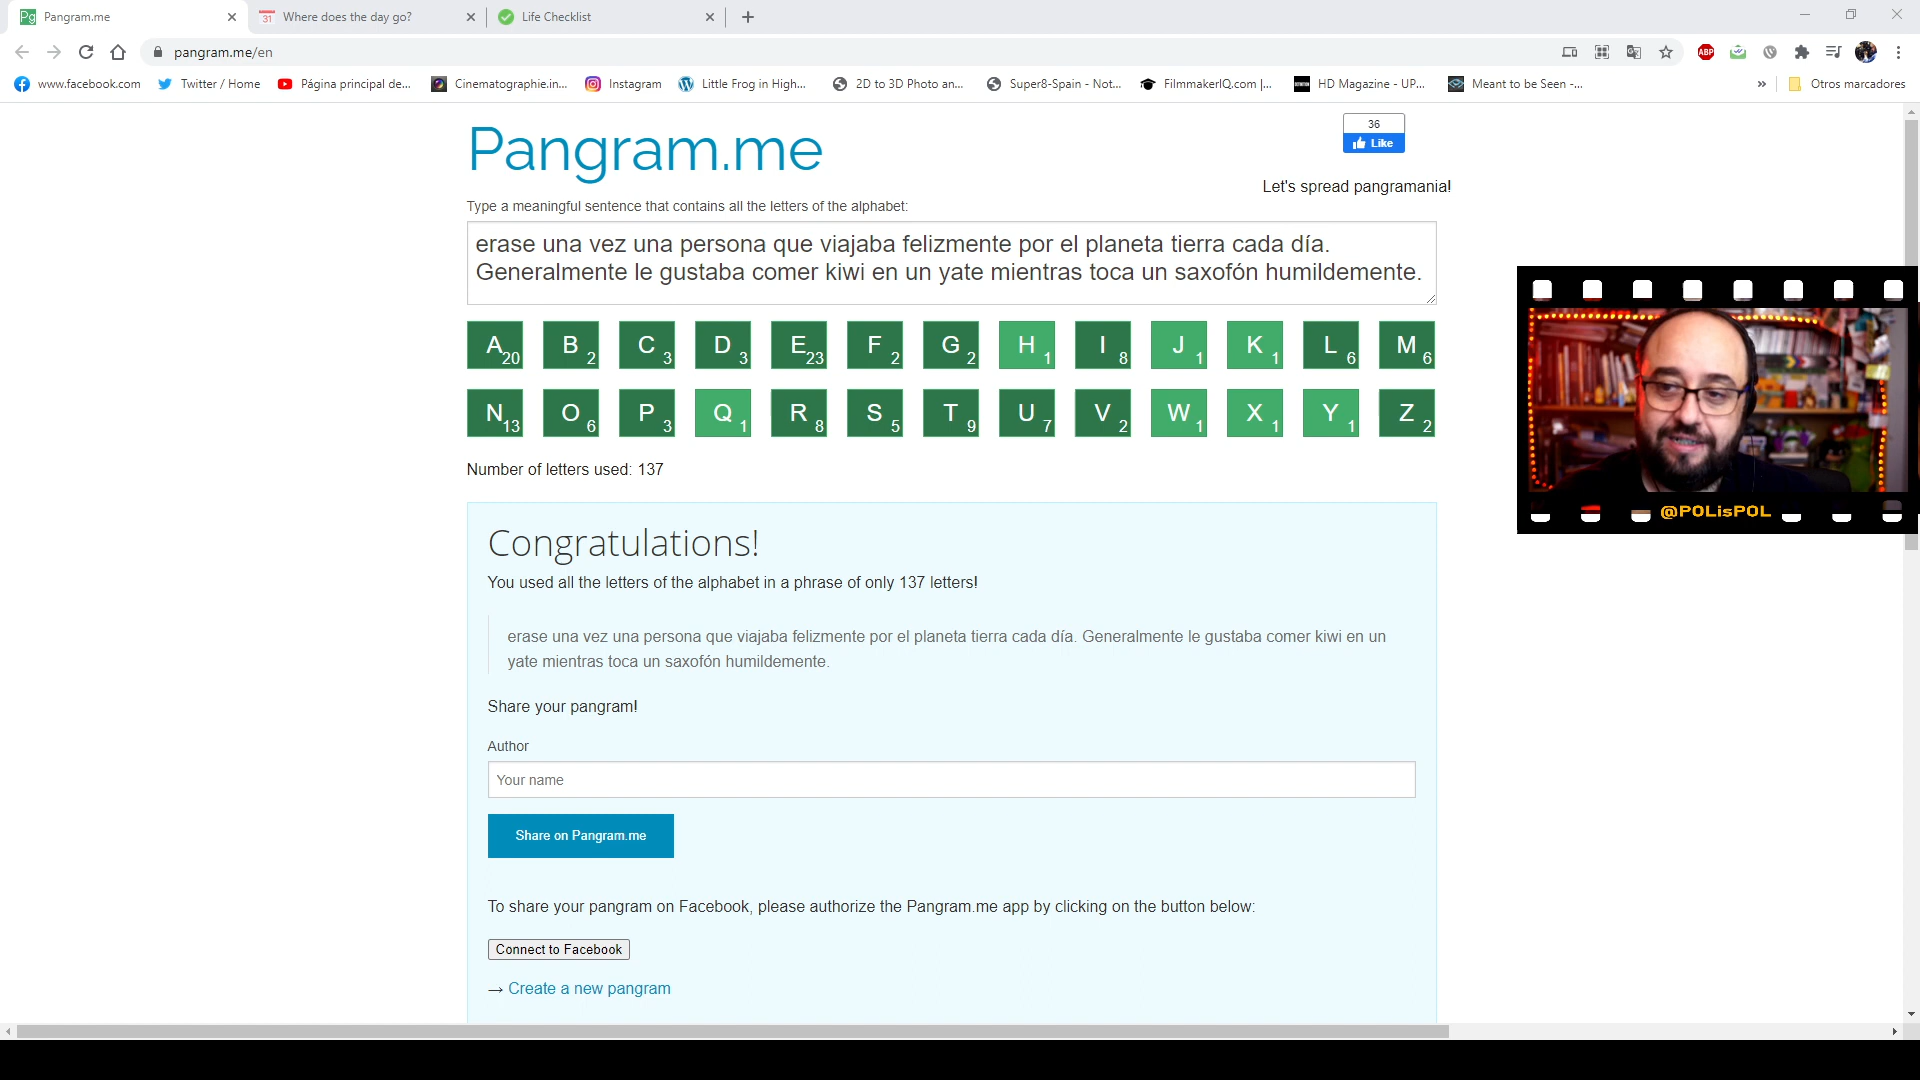 Pangram.me
Where does the day go?
Life Checklist
pangram.me/en
www.facebook.com
Twitter / Home
Página principal de...
Cinematographie.in...
Instagram
Little Frog in High...
2D to 3D Photo an...
Super8-Spain - Not...
FilmmakerIQ.com |...
HD Magazine - UP...
Meant to be Seen -...
»
Otros marcadores
Pangram.me
36
Like
Let's spread pangramania!
Type a meaningful sentence that contains all the letters of the alphabet:
erase una vez una persona que viajaba felizmente por el planeta tierra cada día.
Generalmente le gustaba comer kiwi en un yate mientras toca un saxofón humildemente.
A 20 B 2 C 3 D 3 E 23 F 2 G 2 H 1 I 8 J 1 K 1 L 6 M 6
N 13 O 6 P 3 Q 1 R 8 S 5 T 9 U 7 V 2 W 1 X 1 Y 1 Z 2
@POLisPOL
Number of letters used: 137
Congratulations!
You used all the letters of the alphabet in a phrase of only 137 letters!
erase una vez una persona que viajaba felizmente por el planeta tierra cada día. Generalmente le gustaba comer kiwi en un
yate mientras toca un saxofón humildemente.
Share your pangram!
Author
Your name
Share on Pangram.me
To share your pangram on Facebook, please authorize the Pangram.me app by clicking on the button below:
Connect to Facebook
→ Create a new pangram